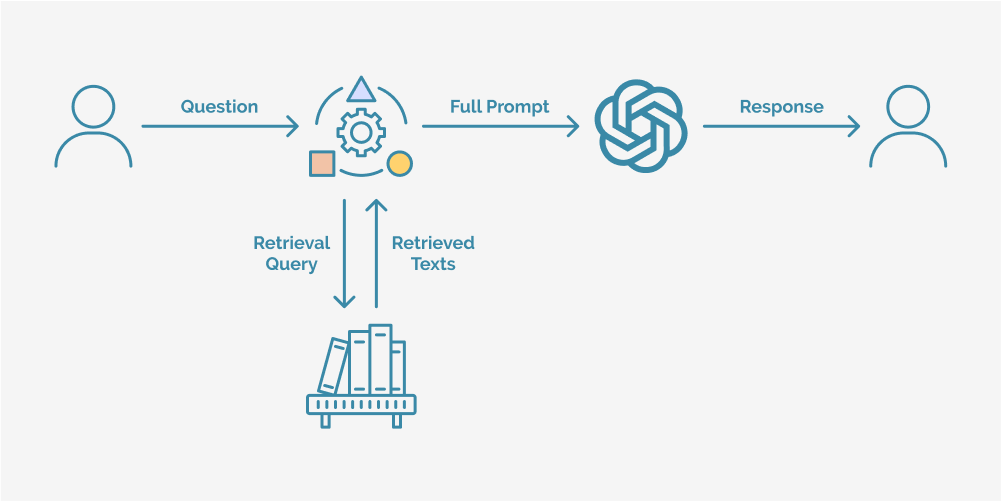 Question
Full Prompt
Response
Retrieval
Query
Retrieved
Texts